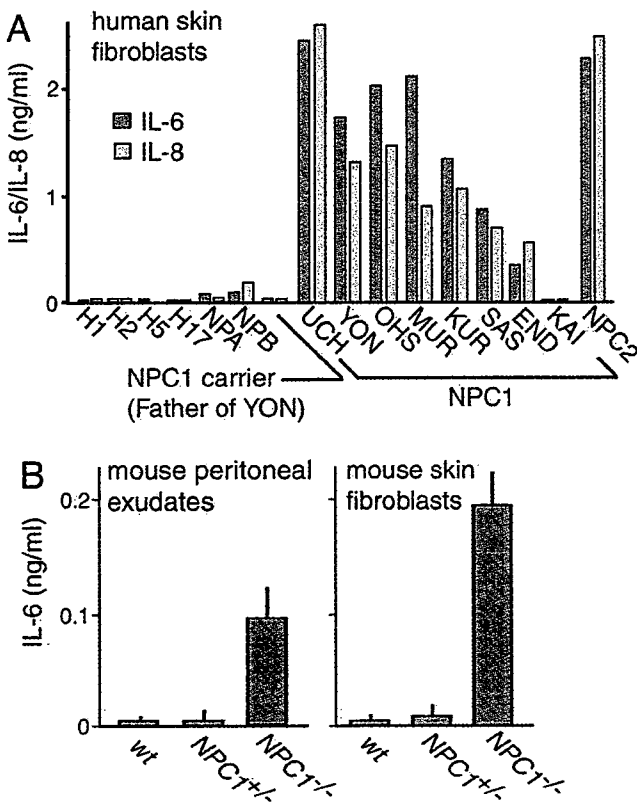 A
human skin
fibroblasts
IL-6/IL-8 (ng/ml)
2
1
0
IL-6
IL-8
H1
H2
H5
H17
NPA
NPB
UCH
YON
OHS
MUR
KUR
SAS
END
KAI
NPC2
NPC1 carrier
(Father of YON)
NPC1
B
mouse peritoneal
exudates
mouse skin
fibroblasts
IL-6 (ng/ml)
0.2
0.1
0
wt
NPC1+/-
NPC1-/-
wt
NPC1+/-
NPC1-/-